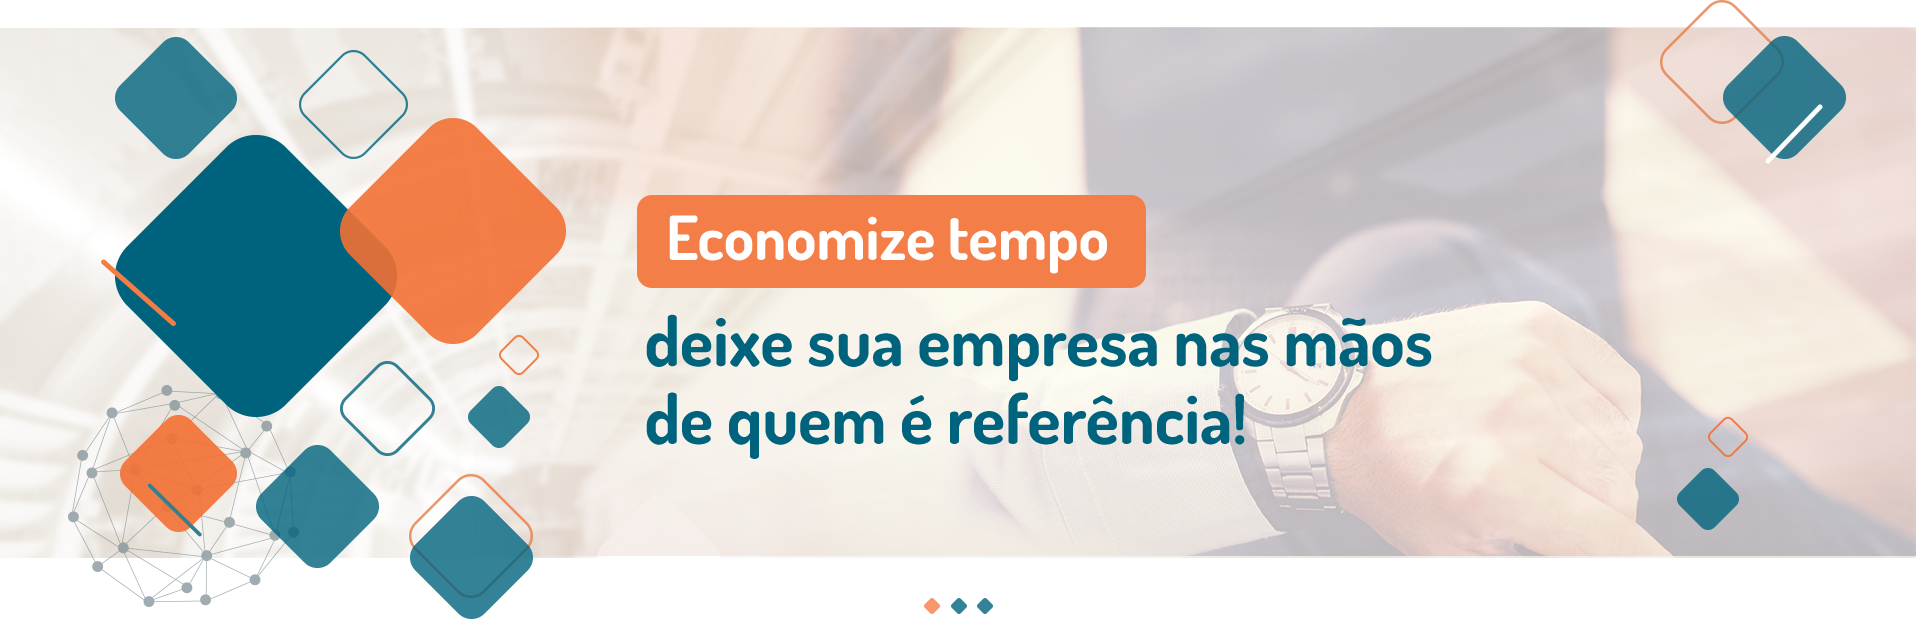 Economize tempo
deixe sua empresa nas mãos
de quem é referência!